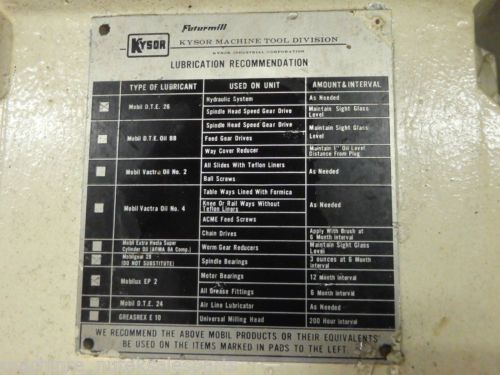 Futurmill
KYSOR
KYSOR MACHINE TOOL DIVISION
KYSOR INDUSTRIAL CORPORATION
LUBRICATION RECOMMENDATION
TYPE OF LUBRICANT USED ON UNIT AMOUNT & INTERVAL
Mobil D.T.E. 26 Hydraulic System As Needed
Spindle Head Speed Gear Drive Maintain Sight Glass Level
Mobil D.T.E. Oil BB Spindle Head Speed Gear Drive Maintain Sight Glass Level
Feed Gear Drives
Way Cover Reducer Maintain 1" Oil Level Distance From Plug.
Mobil Vactra Oil No. 2 All Slides With Teflon Liners As Needed
Ball Screws
Mobil Vactra Oil No. 4 Table Ways Lined With Formica As Needed
Knee Or Rail Ways Without Teflon Liners
ACME Feed Screws
Chain Drives Apply With Brush at 6 Month interval
Mobil Extra Hecla Super Cylinder Oil (AFMA 8A Comp.) Worm Gear Reducers Maintain Sight Glass Level
Mobilgrease 28 (DO NOT SUBSTITUTE) Spindle Bearings 3 ounces at 6 Month interval
Mobilux EP 2 Motor Bearings 12 Month interval
All Grease Fittings 6 Month interval
Mobil D.T.E. 24 Air Line Lubricator As Needed
GREASREX E 10 Universal Milling Head 200 Hour interval
WE RECOMMEND THE ABOVE MOBIL PRODUCTS OR THEIR EQUIVALENTS
BE USED ON THE ITEMS MARKED IN PADS TO THE LEFT.